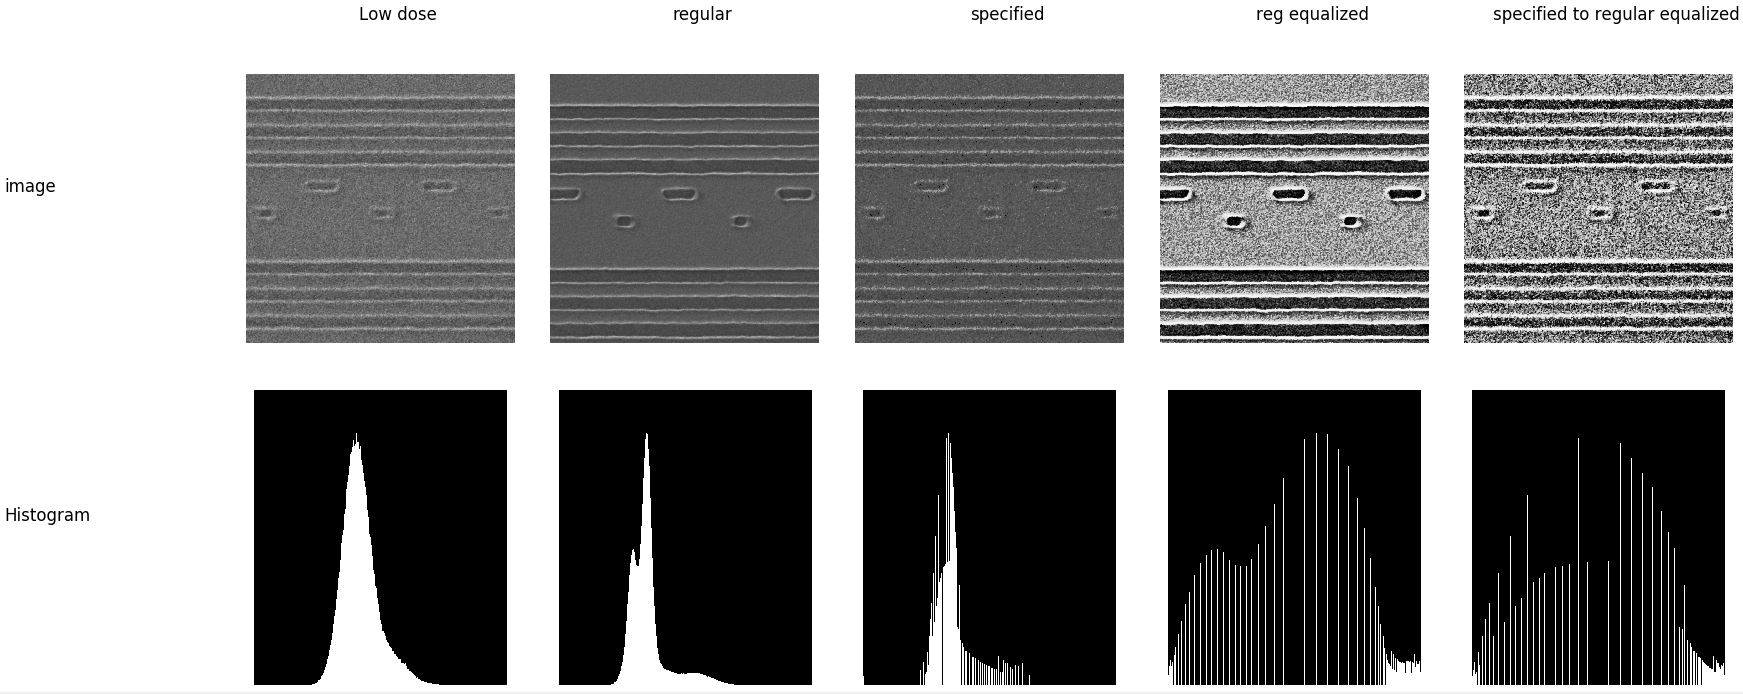 Low dose
regular
specified
reg equalized
specified to regular equalized
image
Histogram